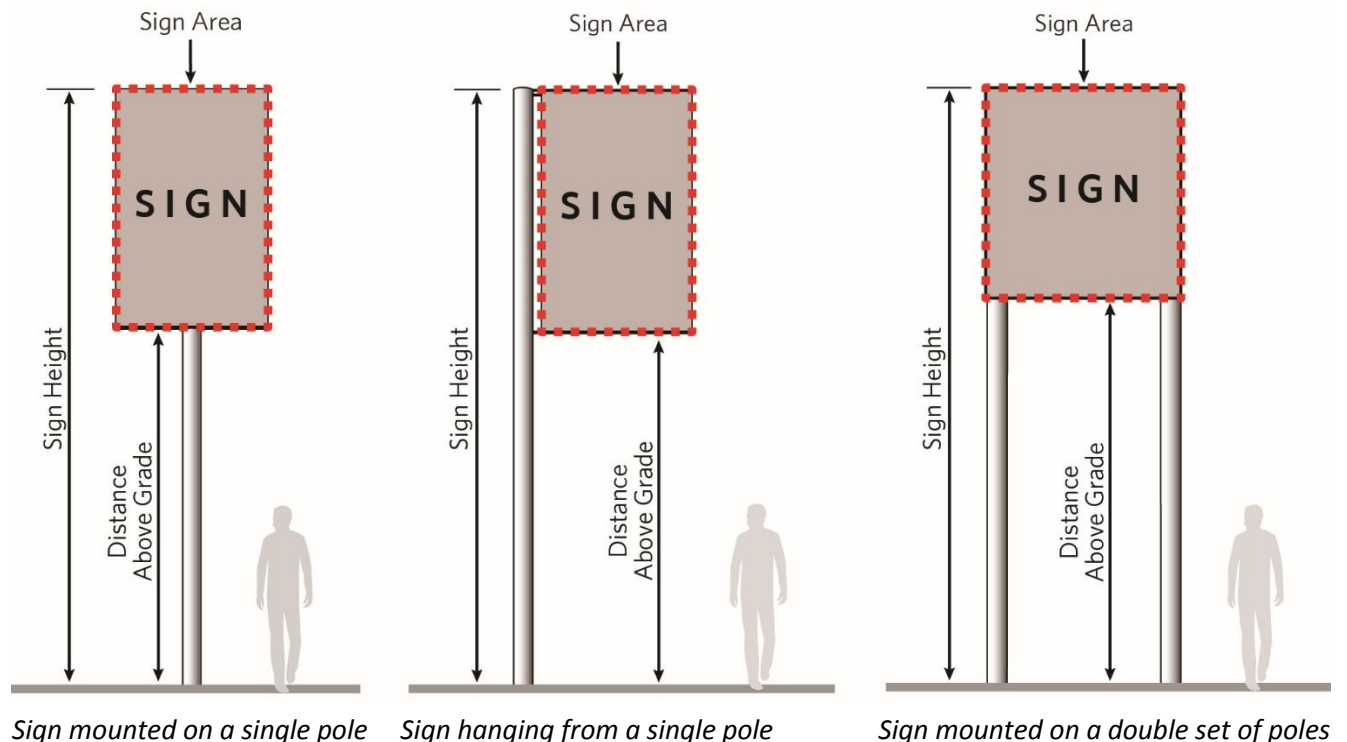 Sign Area
SIGN
Sign Height
Distance
Above Grade
Sign mounted on a single pole
Sign Area
SIGN
Sign Height
Distance
Above Grade
Sign hanging from a single pole
Sign Area
SIGN
Sign Height
Distance
Above Grade
Sign mounted on a double set of poles